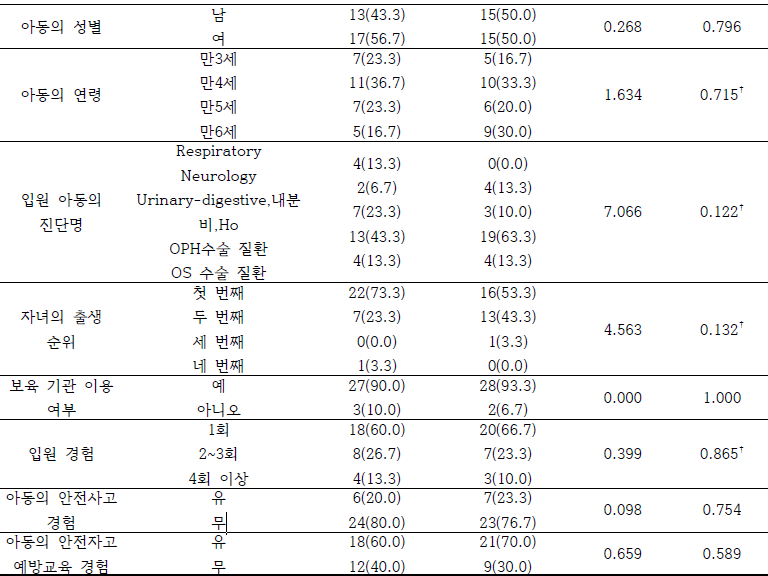 아동의 성별 남 13(43.3) 15(50.0) 0.268 0.796
여 17(56.7) 15(50.0)
아동의 연령 만3세 7(23.3) 5(16.7) 1.634 0.715†
만4세 11(36.7) 10(33.3)
만5세 7(23.3) 6(20.0)
만6세 5(16.7) 9(30.0)
입원 아동의 진단명 Respiratory 4(13.3) 0(0.0) 7.066 0.122†
Neurology 2(6.7) 4(13.3)
Urinary-digestive,내분
비,Ho 7(23.3) 3(10.0)
OPH수술 질환 13(43.3) 19(63.3)
OS 수술 질환 4(13.3) 4(13.3)
자녀의 출생 순위 첫 번째 22(73.3) 16(53.3) 4.563 0.132†
두 번째 7(23.3) 13(43.3)
세 번째 0(0.0) 1(3.3)
네 번째 1(3.3) 0(0.0)
보육 기관 이용 여부 예 27(90.0) 28(93.3) 0.000 1.000
아니오 3(10.0) 2(6.7)
입원 경험 1회 18(60.0) 20(66.7) 0.399 0.865†
2~3회 8(26.7) 7(23.3)
4회 이상 4(13.3) 3(10.0)
아동의 안전사고 경험 유 6(20.0) 7(23.3) 0.098 0.754
무 24(80.0) 23(76.7)
아동의 안전자고 예방교육 경험 유 18(60.0) 21(70.0) 0.659 0.589
무 12(40.0) 9(30.0)